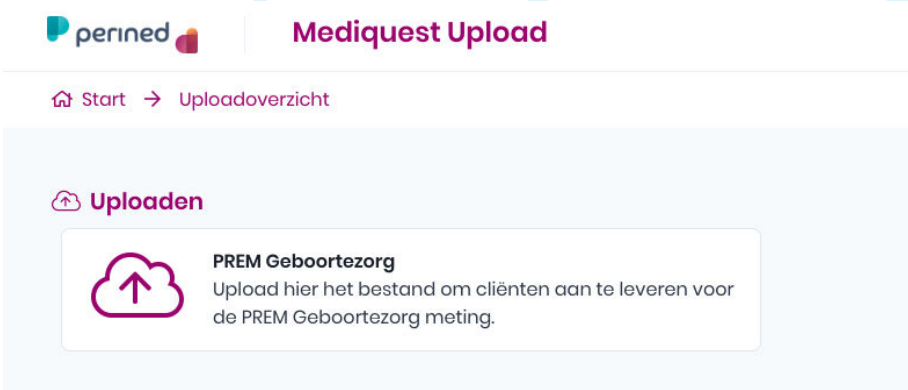 perined
Mediquest Upload
Start → Uploadoverzicht
Uploaden
PREM Geboortezorg
Upload hier het bestand om cliënten aan te leveren voor
de PREM Geboortezorg meting.